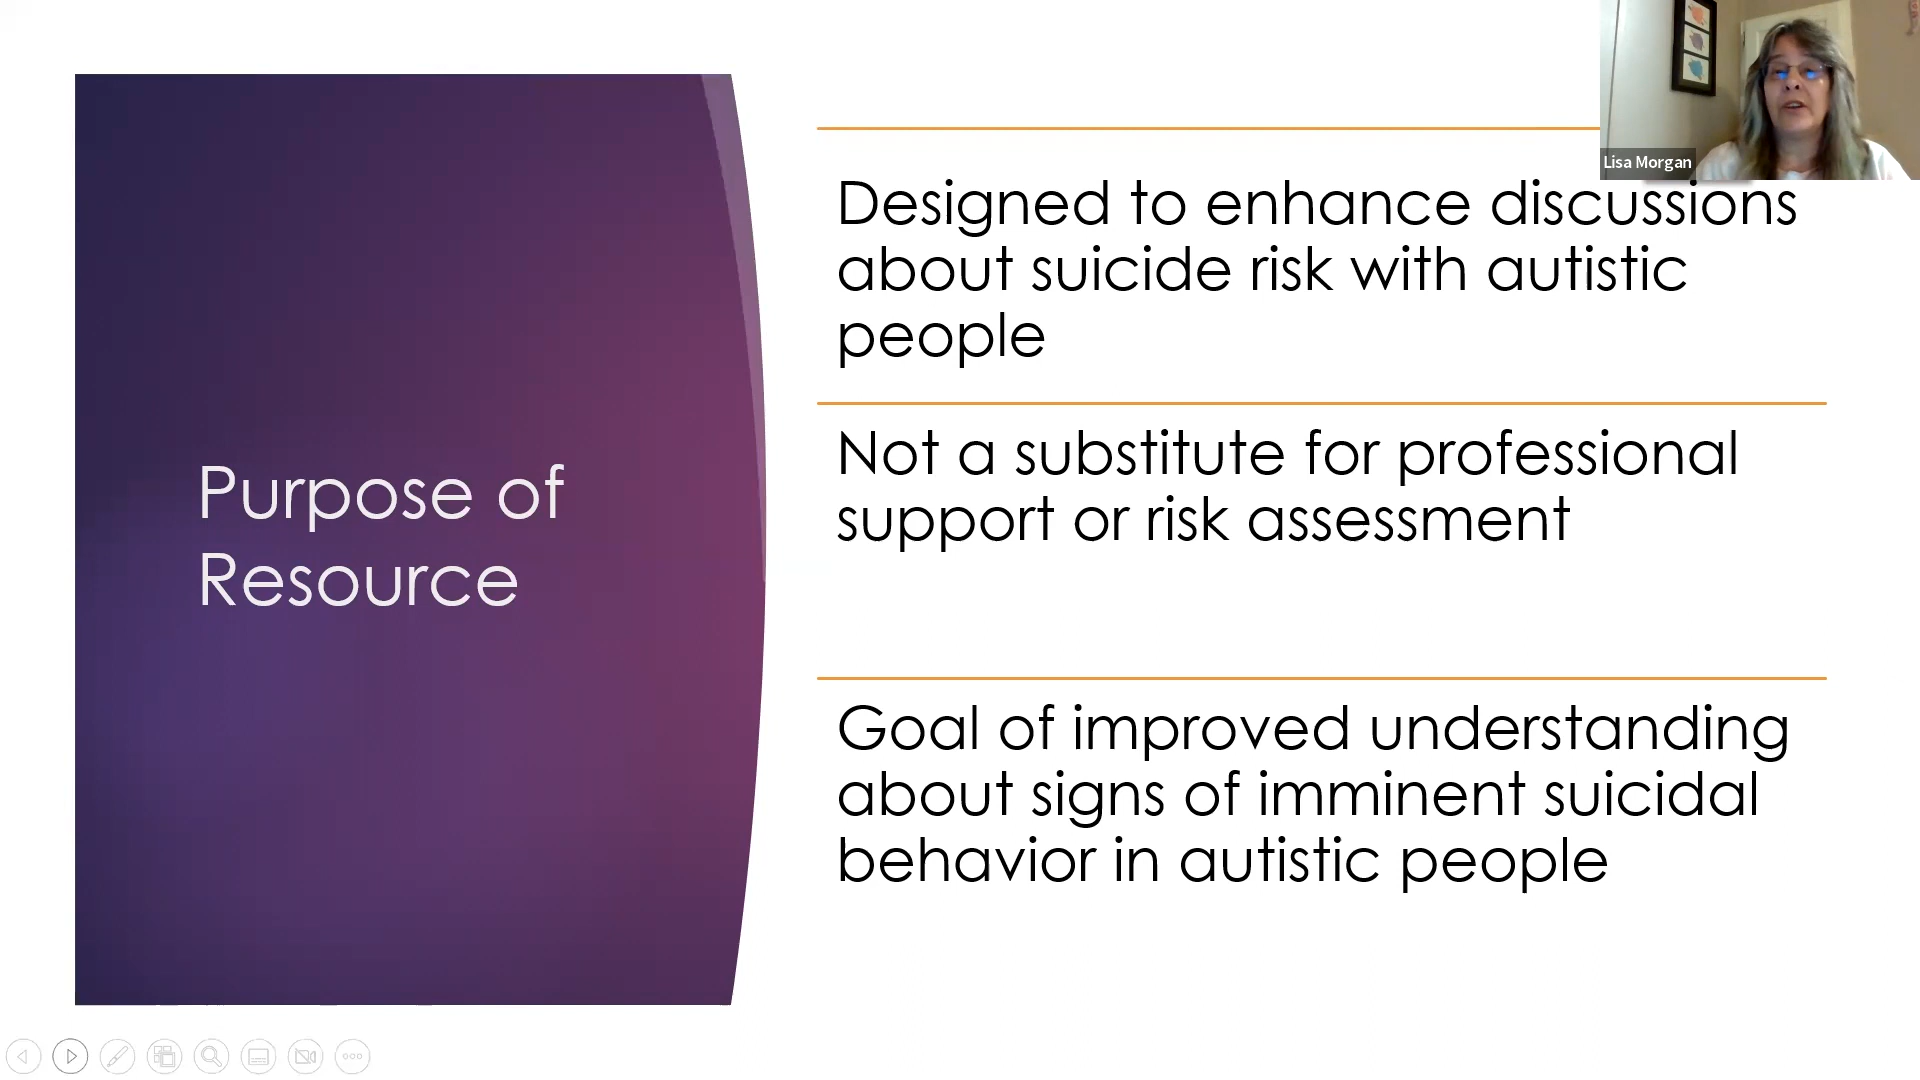 Lisa Morgan
Purpose of
Resource
Designed to enhance discussions
about suicide risk with autistic
people
Not a substitute for professional
support or risk assessment
Goal of improved understanding
about signs of imminent suicidal
behavior in autistic people